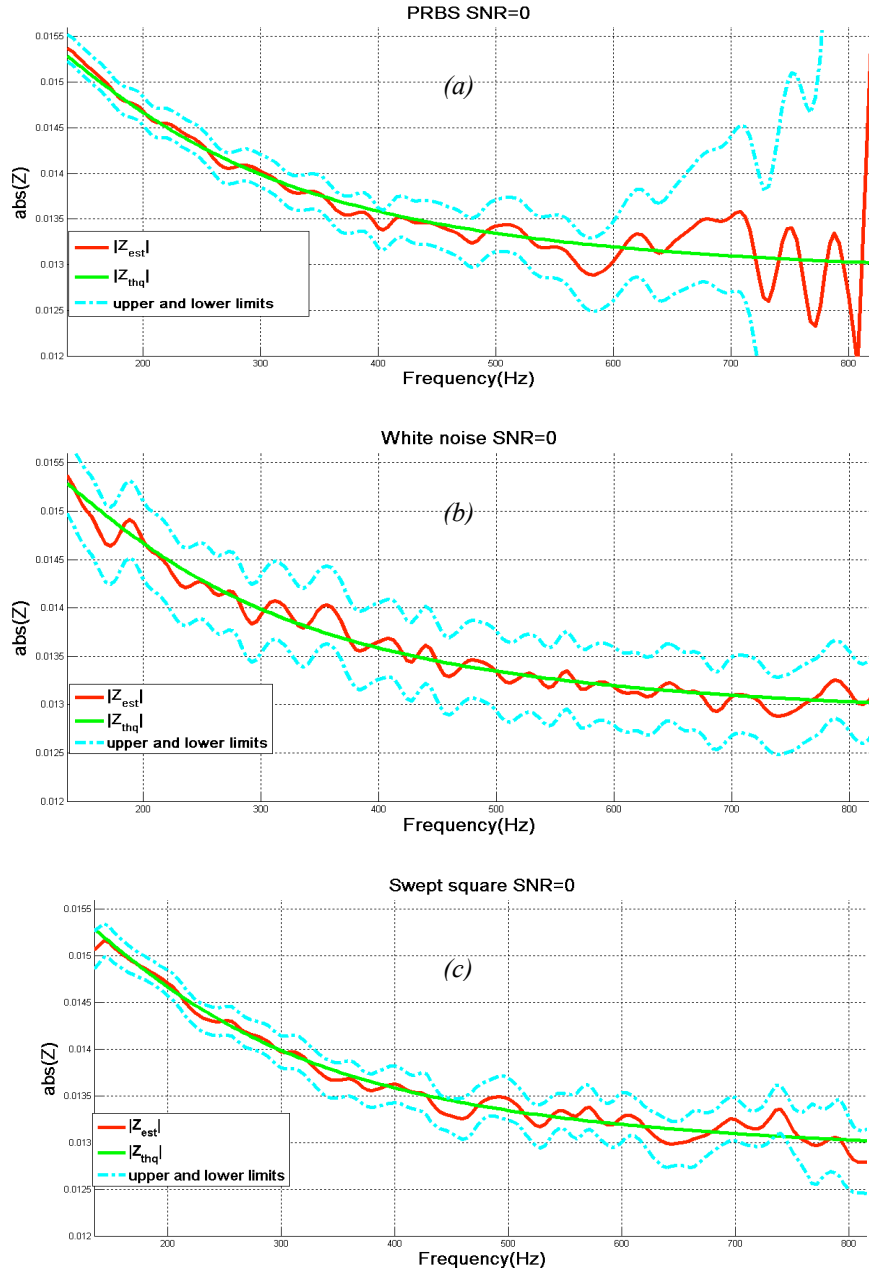 PRBS SNR=0
0.0155
0.015
0.0145
0.014
0.0135
0.013
0.0125
0.012
abs(Z)
(a)
|Z_est|
|Z_thq|
upper and lower limits
200 300 400 500 600 700 800
Frequency(Hz)
White noise SNR=0
0.0155
0.015
0.0145
0.014
0.0135
0.013
0.0125
0.012
abs(Z)
(b)
|Z_est|
|Z_thq|
upper and lower limits
200 300 400 500 600 700 800
Frequency(Hz)
Swept square SNR=0
0.0155
0.015
0.0145
0.014
0.0135
0.013
0.0125
0.012
abs(Z)
(c)
|Z_est|
|Z_thq|
upper and lower limits
200 300 400 500 600 700 800
Frequency(Hz)